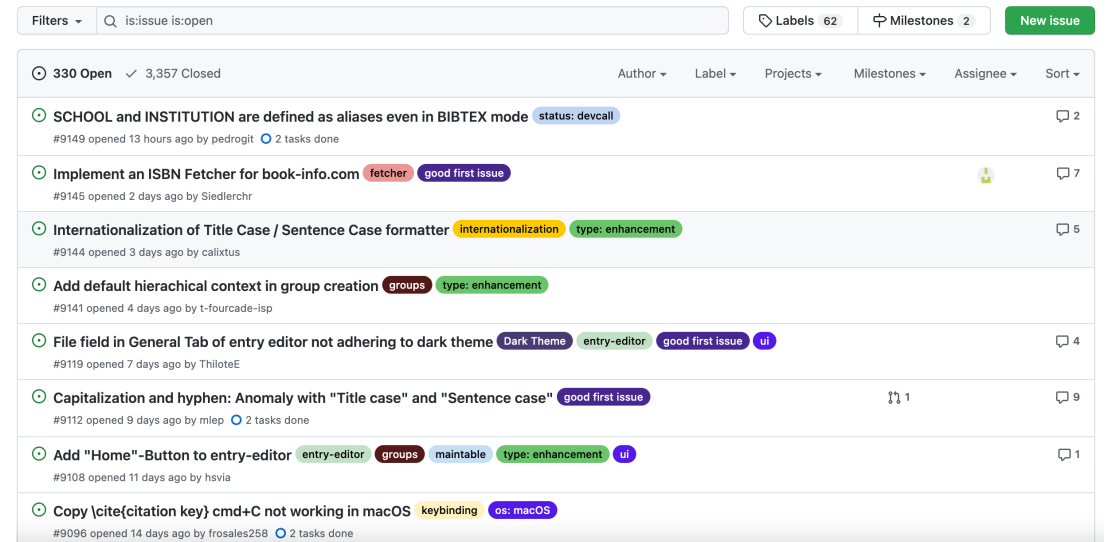 Filters is:issue is:open Labels 62 Milestones 2 New issue
330 Open 3,357 Closed Author Label Projects Milestones Assignee Sort
SCHOOL and INSTITUTION are defined as aliases even in BIBTEX mode status: devcall 2
#9149 opened 13 hours ago by pedrogit 2 tasks done
Implement an ISBN Fetcher for book-info.com fetcher good first issue 7
#9145 opened 2 days ago by Siedlerchr
Internationalization of Title Case / Sentence Case formatter internationalization type: enhancement 5
#9144 opened 3 days ago by calixtus
Add default hierachical context in group creation groups type: enhancement
#9141 opened 4 days ago by t-fourcade-isp
File field in General Tab of entry editor not adhering to dark theme Dark Theme entry-editor good first issue ui 4
#9119 opened 7 days ago by ThiloteE
Capitalization and hyphen: Anomaly with "Title case" and "Sentence case" good first issue 1 9
#9112 opened 9 days ago by mlep 2 tasks done
Add "Home"-Button to entry-editor entry-editor groups maintable type: enhancement ui 1
#9108 opened 11 days ago by hsvia
Copy \cite{citation key} cmd+C not working in macOS keybinding os: macOS
#9096 opened 14 days ago by frosales258 2 tasks done